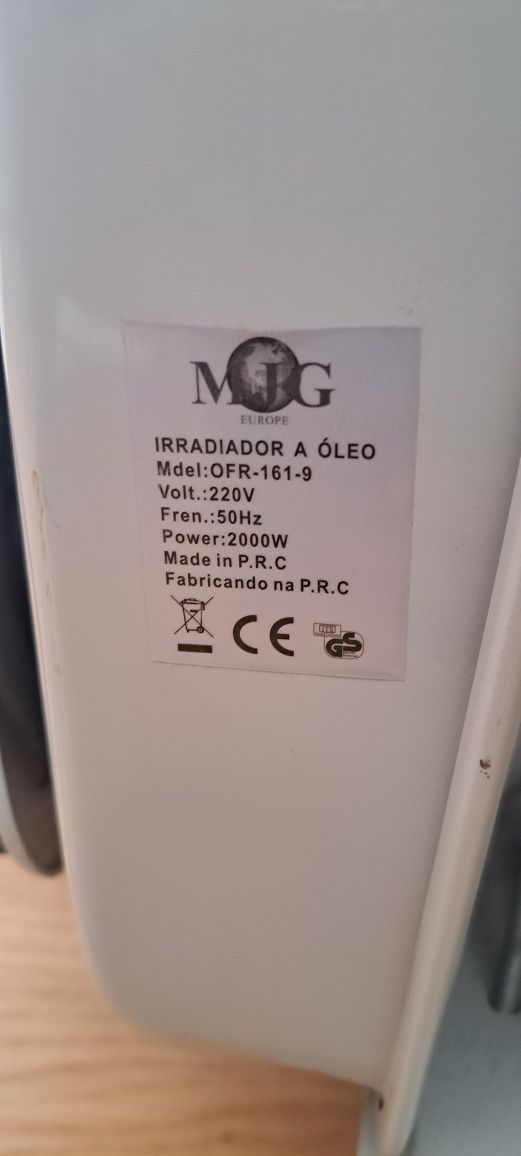 MJG
EUROPE
IRRADIADOR A ÓLEO
Mdel:OFR-161-9
Volt.:220V
Fren.:50Hz
Power:2000W
Made in P.R.C
Fabricando na P.R.C
CE
GS